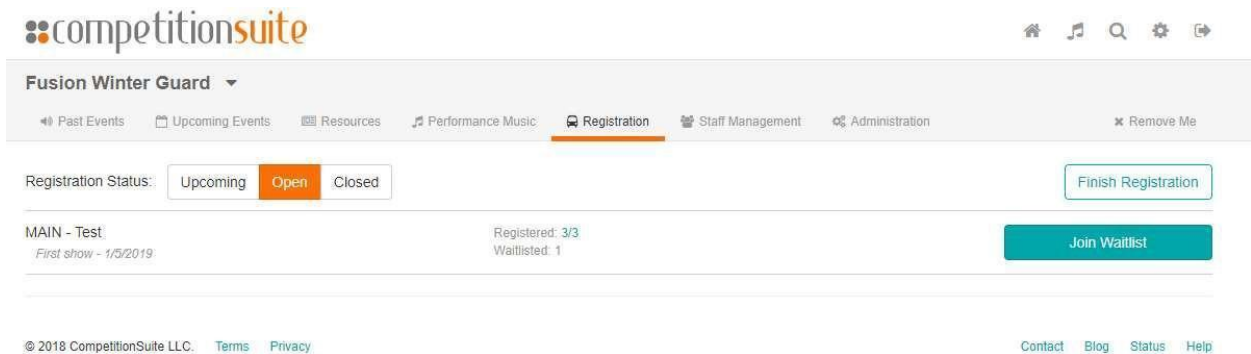 competitionsuite
Fusion Winter Guard
Past Events Upcoming Events Resources Performance Music Registration Staff Management Administration Remove Me
Registration Status: Upcoming Open Closed Finish Registration
MAIN - Test Registered: 3/3 Join Waitlist
First show - 1/5/2019 Waitlisted: 1
© 2018 CompetitionSuite LLC. Terms Privacy Contact Blog Status Help